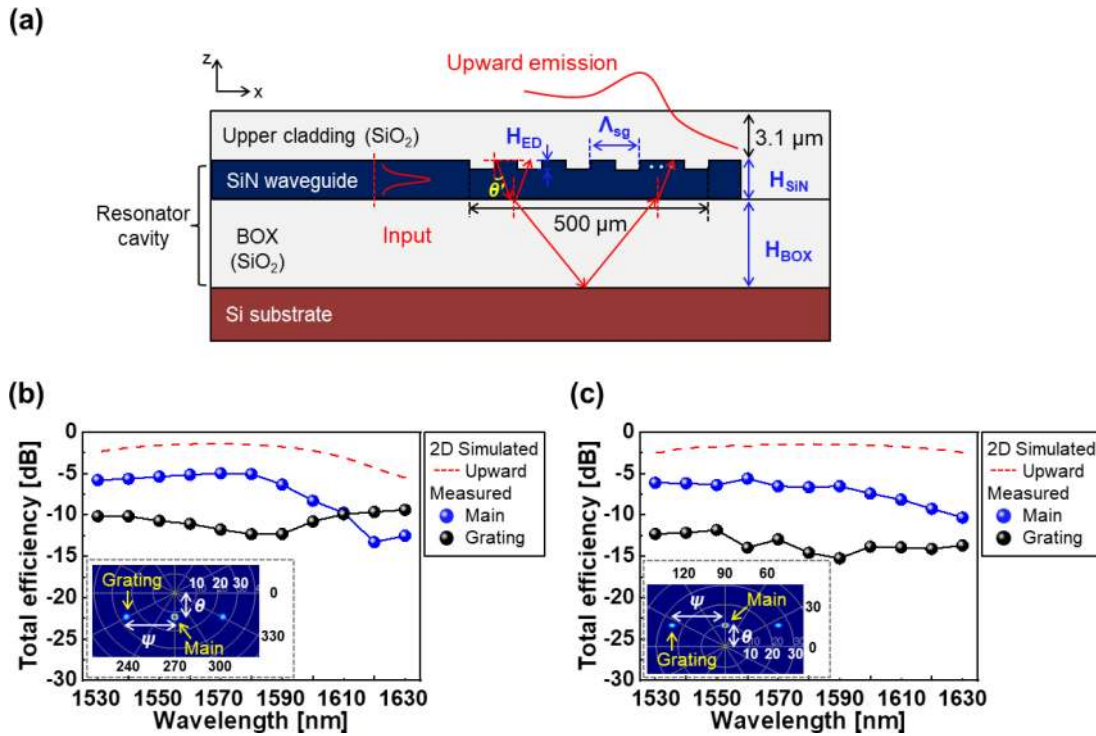 (a)
z
x
Upward emission
Upper cladding (SiO₂)
H_ED
Λ_sg
3.1 µm
SiN waveguide
θ'
H_SiN
Resonator cavity
500 µm
BOX
(SiO₂)
Input
H_BOX
Si substrate
(b)
Total efficiency [dB]
0
-5
-10
-15
-20
-25
-30
1530 1550 1570 1590 1610 1630
Wavelength [nm]
2D Simulated
Upward
Measured
Main
Grating
Grating
10 20 30
0
θ
ψ
Main
330
240 270 300
(c)
Total efficiency [dB]
0
-5
-10
-15
-20
-25
-30
1530 1550 1570 1590 1610 1630
Wavelength [nm]
2D Simulated
Upward
Measured
Main
Grating
120 90 60
ψ
Main
30
θ
Grating
10 20 30
0